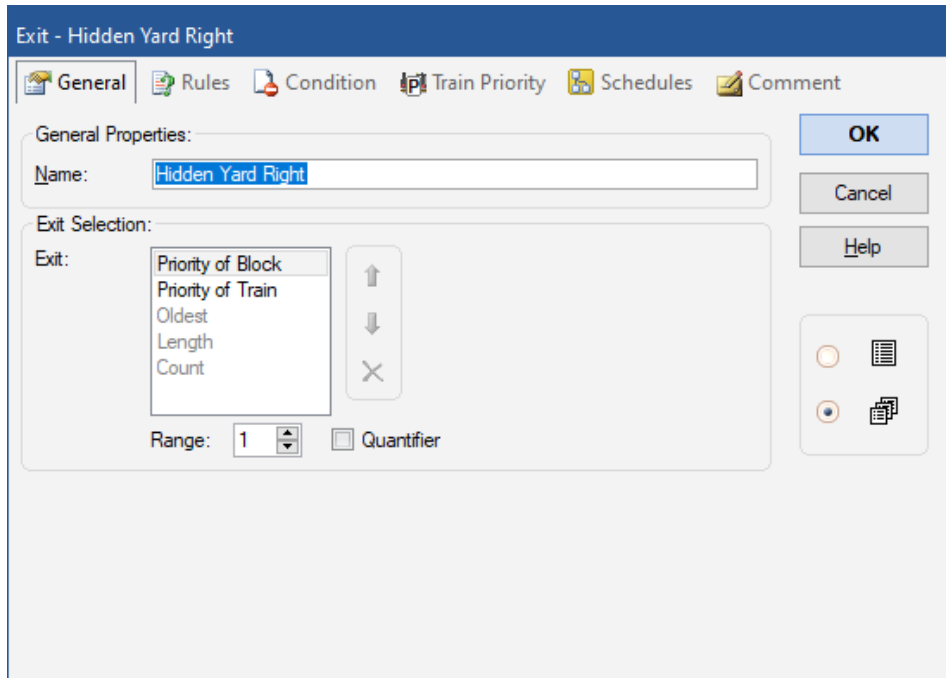 Exit - Hidden Yard Right
General Rules Condition Train Priority Schedules Comment
General Properties:
Name: Hidden Yard Right
OK
Cancel
Help
Exit Selection:
Exit:
Priority of Block
Priority of Train
Oldest
Length
Count
Range: 1 Quantifier